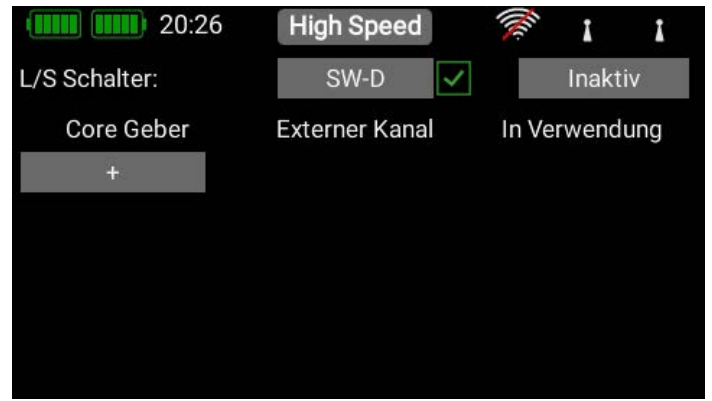 20:26 High Speed
L/S Schalter: SW-D Inaktiv
Core Geber Externer Kanal In Verwendung
+